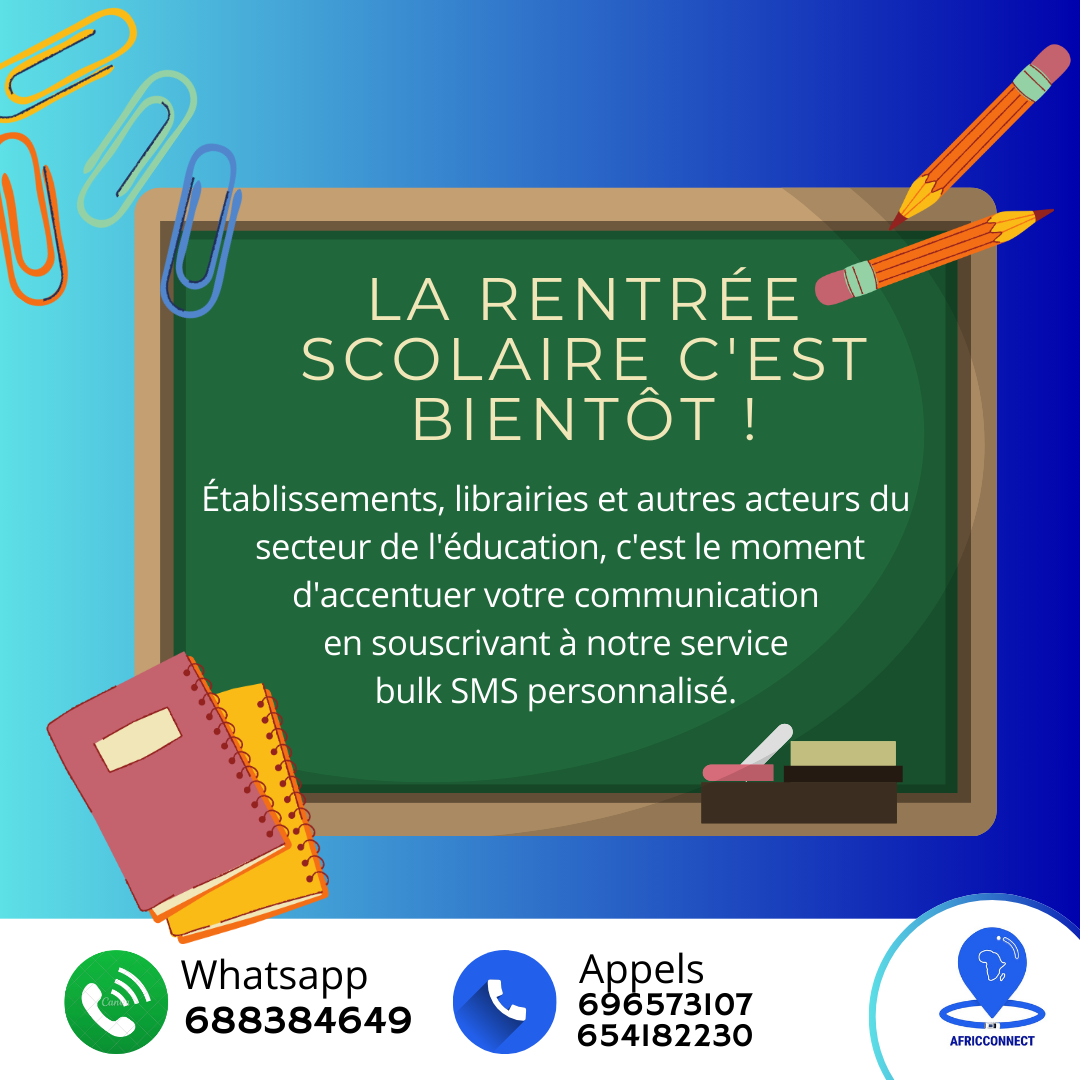 LA RENTRÉE
SCOLAIRE C'EST
BIENTÔT !
Établissements, librairies et autres acteurs du
secteur de l'éducation, c'est le moment
d'accentuer votre communication
en souscrivant à notre service
bulk SMS personnalisé.
Whatsapp
688384649
Appels
696573107
654182230
AFRICCONNECT